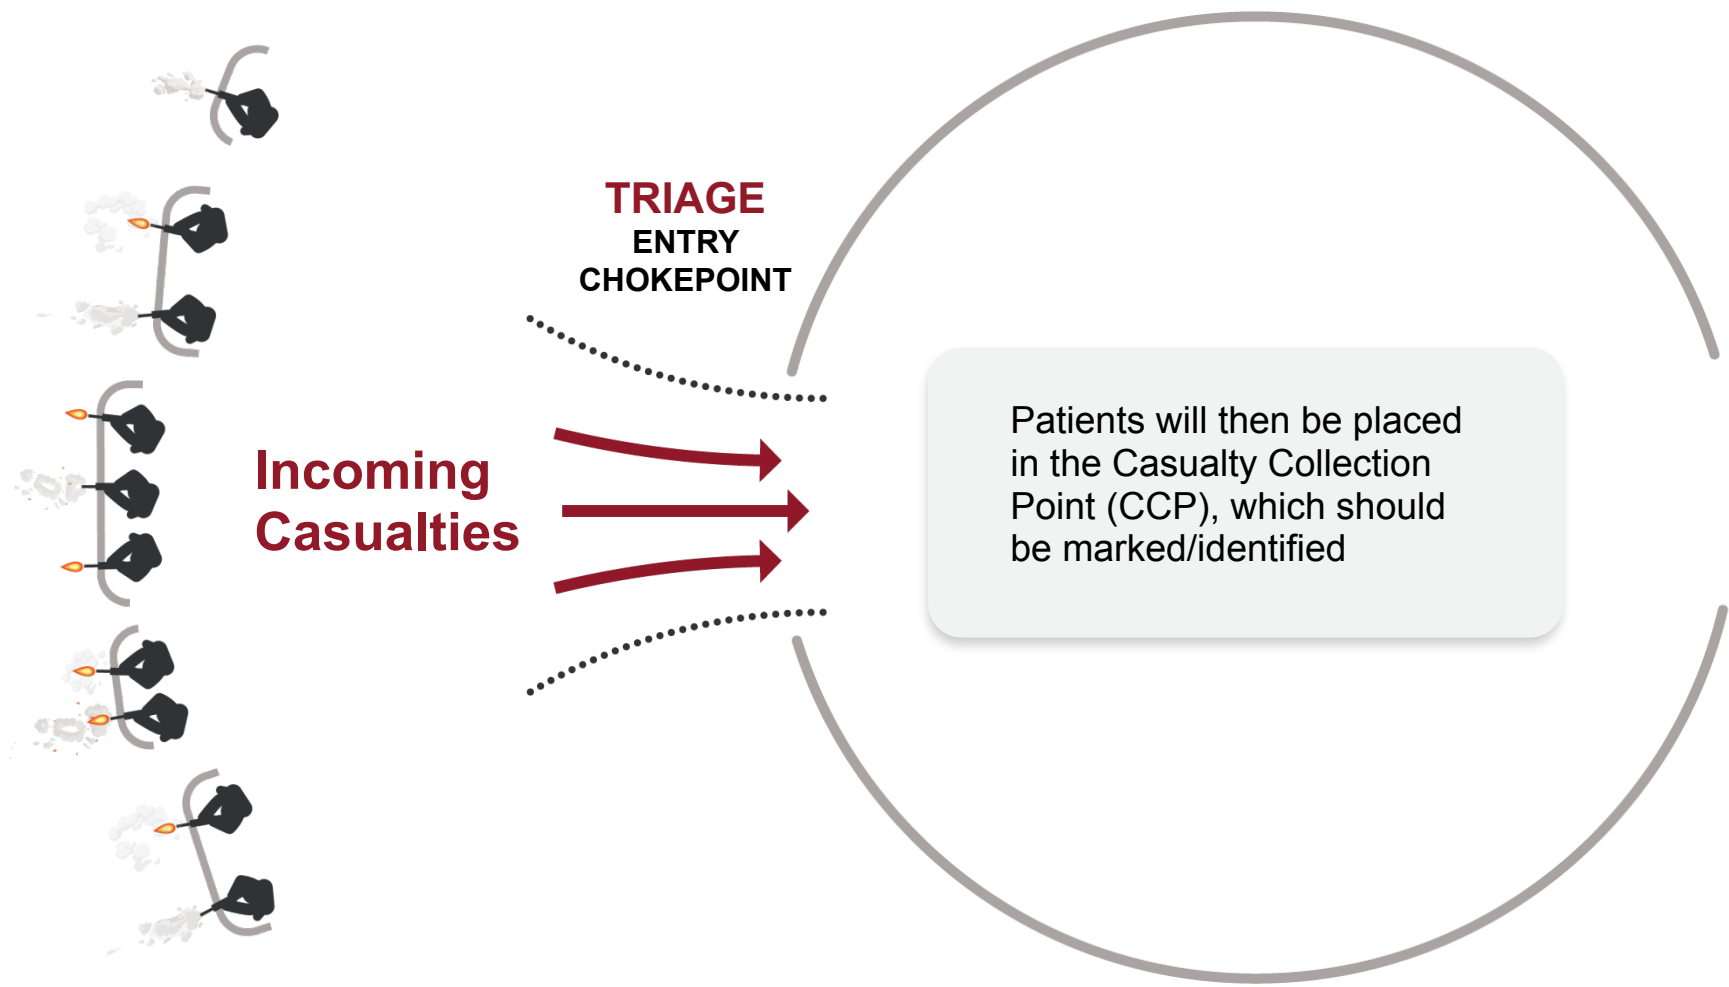 TRIAGE
ENTRY
CHOKEPOINT
Incoming
Casualties
Patients will then be placed
in the Casualty Collection
Point (CCP), which should
be marked/identified